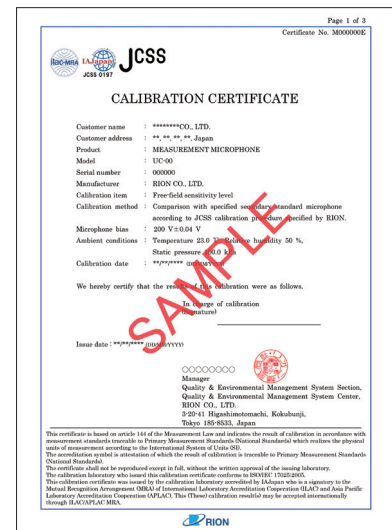 Page 1 of 3
Certificate No. M000000E
ilac-MRA IAJapan JCSS
JCSS 0197
CALIBRATION CERTIFICATE
Customer name : ********CO., LTD.
Customer address : **, **, **, **, Japan
Product : MEASUREMENT MICROPHONE
Model : UC-00
Serial number : 000000
Manufacturer : RION CO., LTD.
Calibration item : Free-field sensitivity level
Calibration method : Comparison with specified secondary standard microphone
according to JCSS calibration procedure specified by RION.
Microphone bias : 200 V±0.04 V
Ambient conditions : Temperature 23.0 Relative humidity 50 %,
Static pressure 100.0 kPa
Calibration date : **/**/**** (DD/MM/YYYY)
We hereby certify that the results of this calibration were as follows.
In charge of calibration
(Signature)
SAMPLE
Issue date : **/**/**** (DD/MM/YYYY)
○○○○○○○○
Manager
Quality & Environmental Management System Section,
Quality & Environmental Management System Center,
RION CO., LTD.
3-20-41 Higashimotomachi, Kokubunji,
Tokyo 185-8533, Japan
This certificate is based on article 144 of the Measurement Law and indicates the result of calibration in accordance with
measurement standards traceable to Primary Measurement Standards (National Standards) which realizes the physical
units of measurement according to the International System of Units (SI).
The accreditation symbol is attestation of which the result of calibration is traceable to Primary Measurement Standards
(National Standards).
The certificate shall not be reproduced except in full, without the written approval of the issuing laboratory.
The calibration laboratory who issued this calibration certificate conforms to ISO/IEC 17025:2005.
This calibration certificate was issued by the calibration laboratory accredited by IAJapan who is a signatory to the
Mutual Recognition Arrangement (MRA) of International Laboratory Accreditation Cooperation (ILAC) and Asia Pacific
Laboratory Accreditation Cooperation (APLAC). This (These) calibration result(s) may be accepted internationally
through ILAC/APLAC MRA.
RION